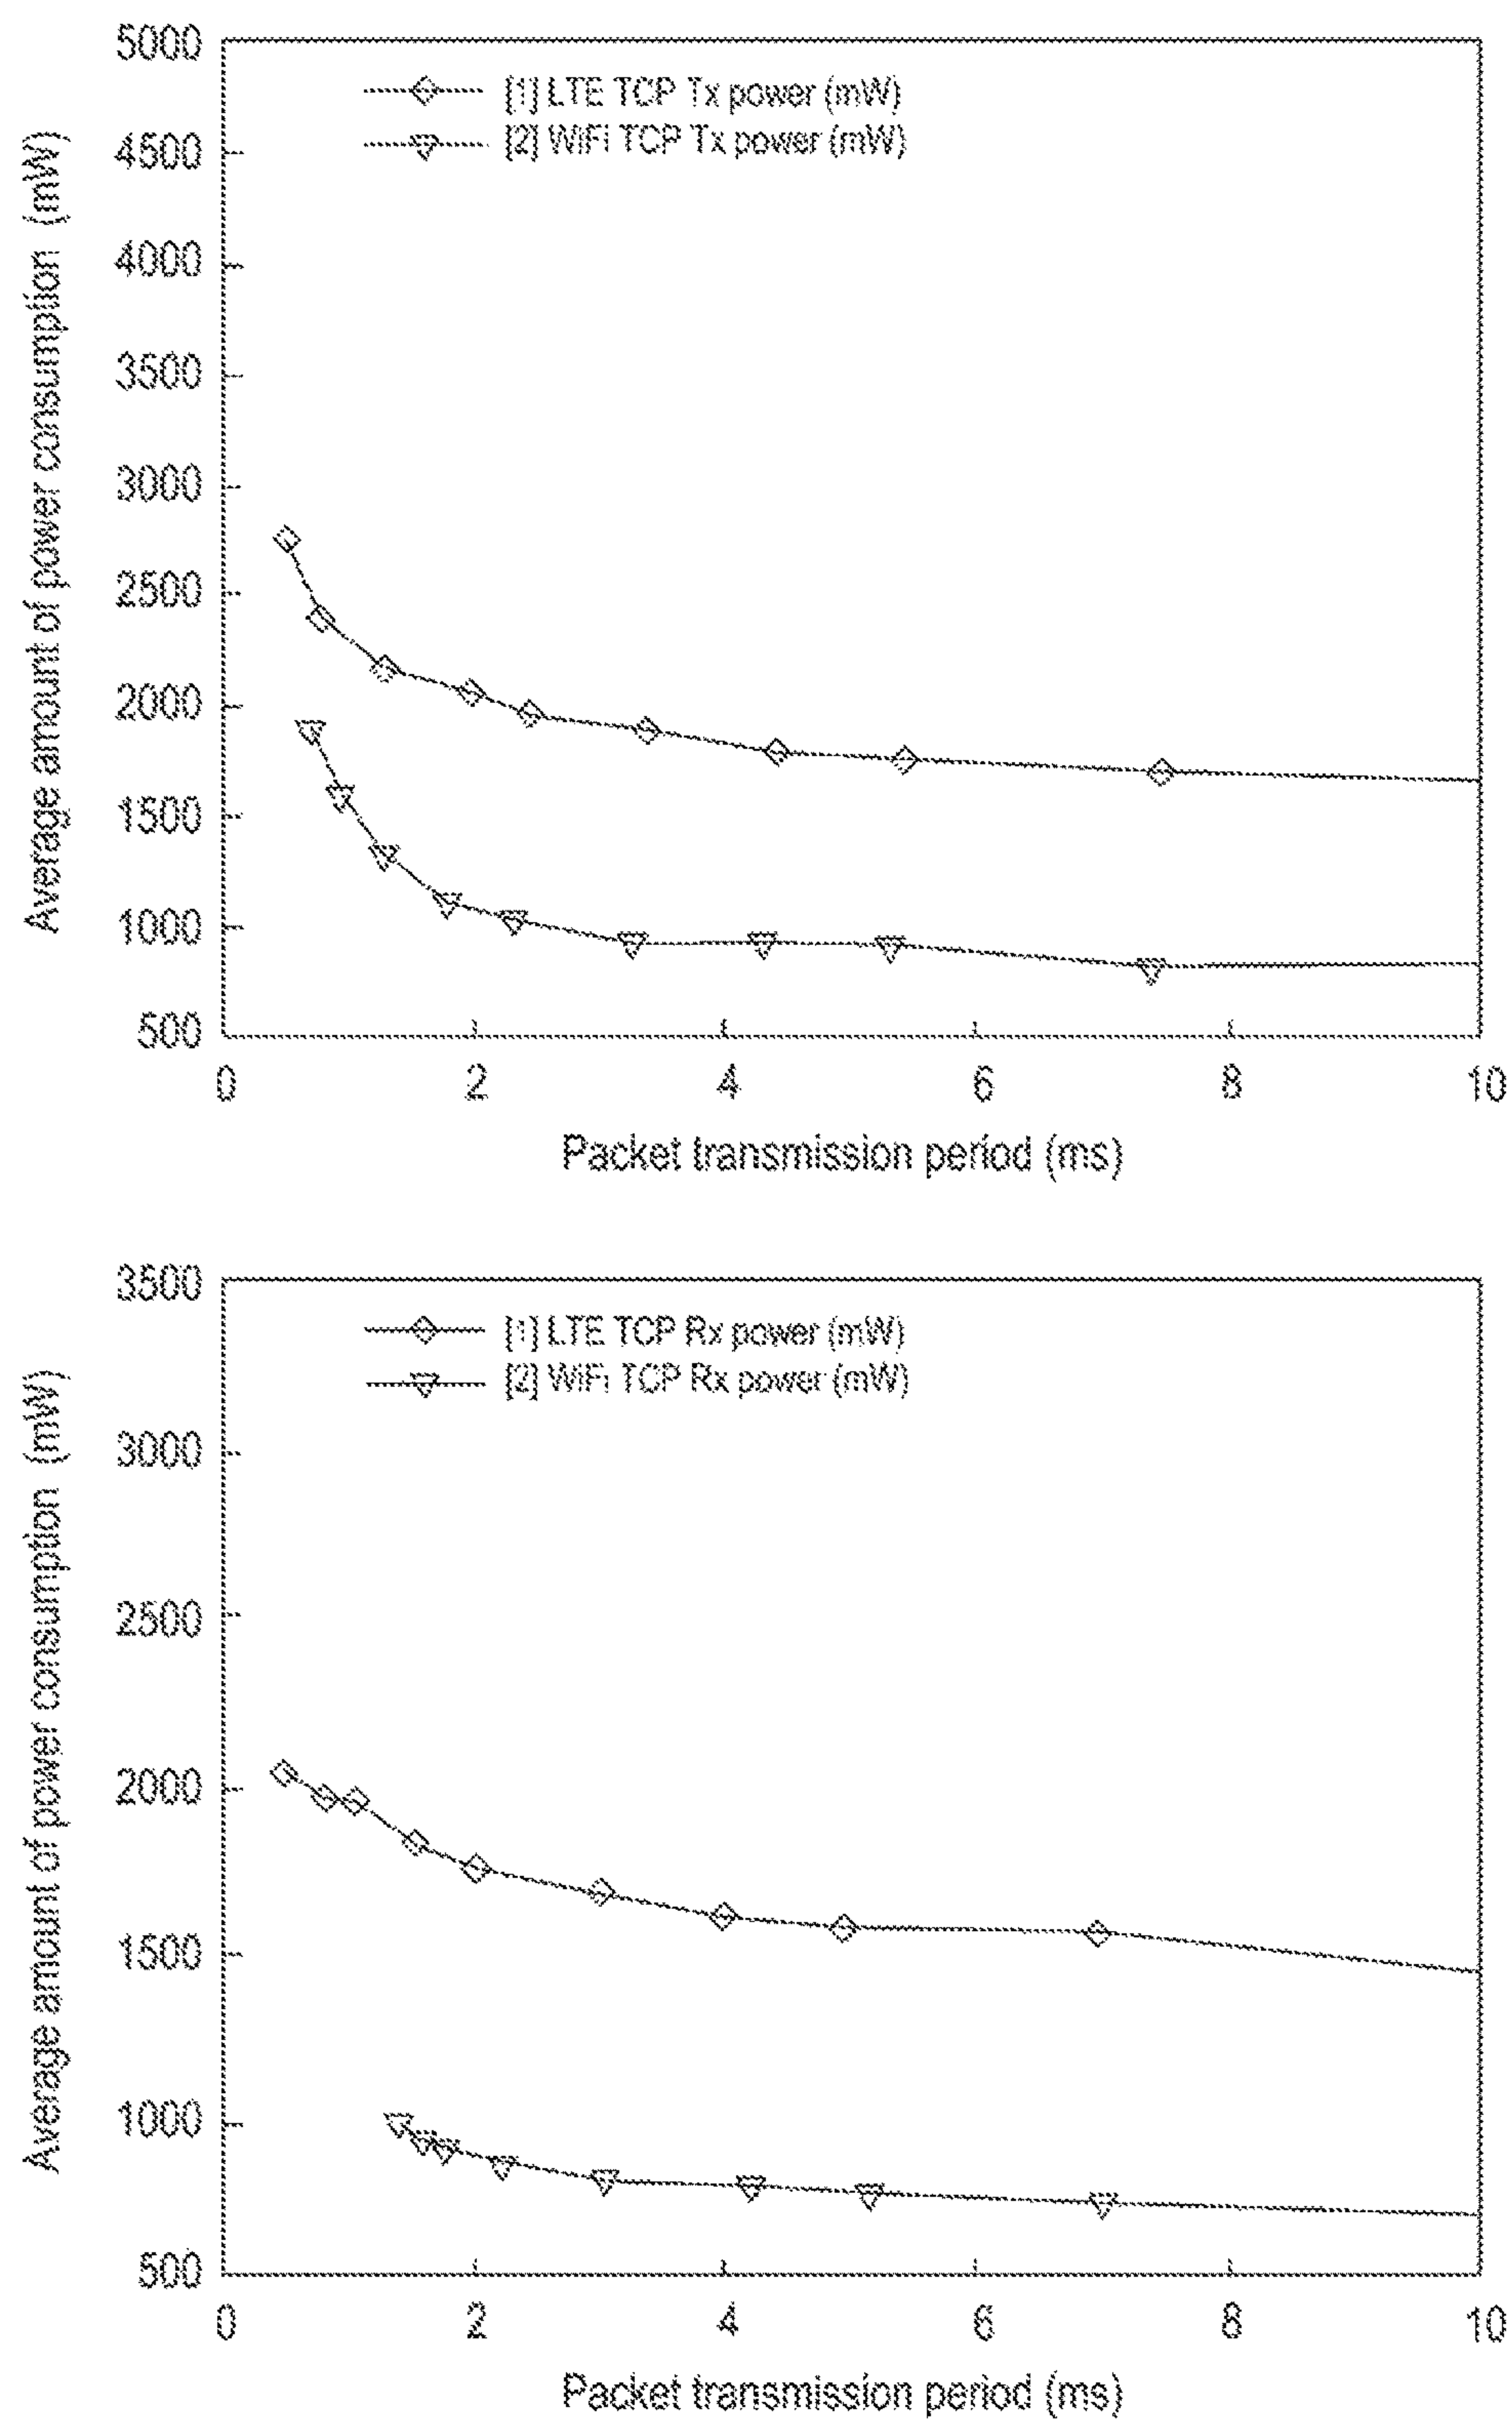 5000
4500
4000
3500
3000
2500
2000
1500
1000
500
Average amount of power consumption (mW)
[1] LTE TCP Tx power (mW)
[2] WiFi TCP Tx power (mW)
0 2 4 6 8 10
Packet transmission period (ms)
3500
3000
2500
2000
1500
1000
500
Average amount of power consumption (mW)
[1] LTE TCP Rx power (mW)
[2] WiFi TCP Rx power (mW)
0 2 4 6 8 10
Packet transmission period (ms)